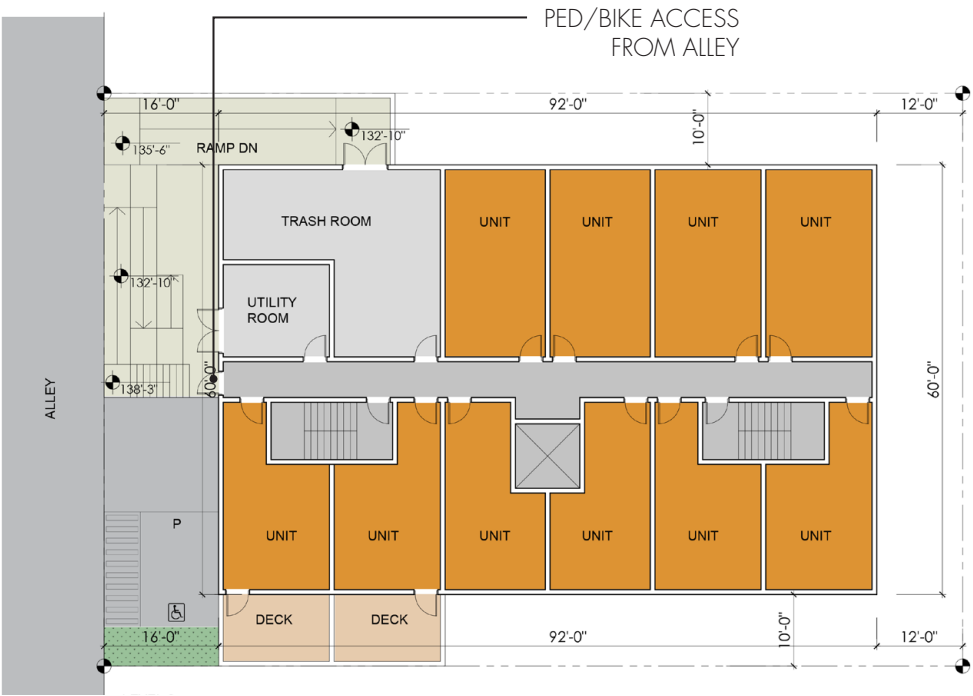 PED/BIKE ACCESS
FROM ALLEY
16'-0"
92'-0"
12'-0"
10'-0"
135'-6"
RAMP DN
132'-10"
TRASH ROOM
UNIT
UNIT
UNIT
UNIT
132'-10"
UTILITY
ROOM
138'-3"
60'-0"
60'-0"
ALLEY
P
UNIT
UNIT
UNIT
UNIT
UNIT
UNIT
DECK
DECK
16'-0"
92'-0"
10'-0"
12'-0"